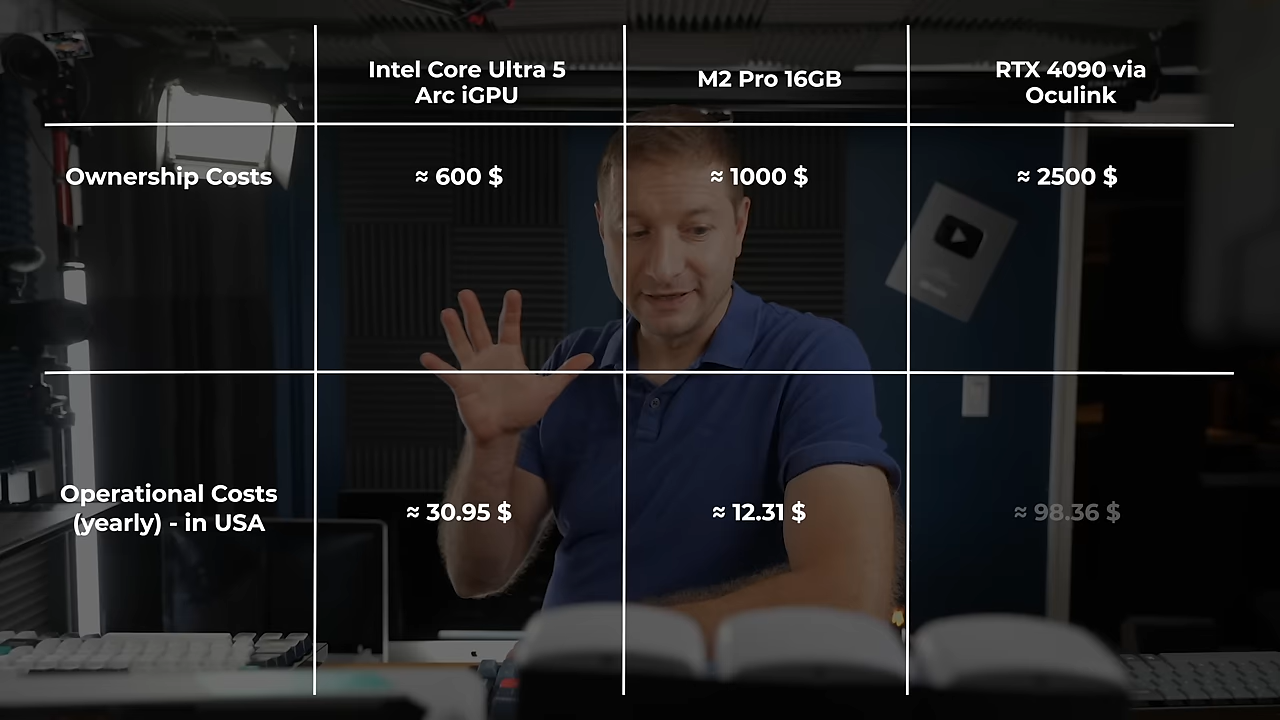 Intel Core Ultra 5
Arc iGPU
M2 Pro 16GB
RTX 4090 via
Oculink
Ownership Costs
≈ 600 $
≈ 1000 $
≈ 2500 $
Operational Costs
(yearly) - in USA
≈ 30.95 $
≈ 12.31 $
≈ 98.36 $